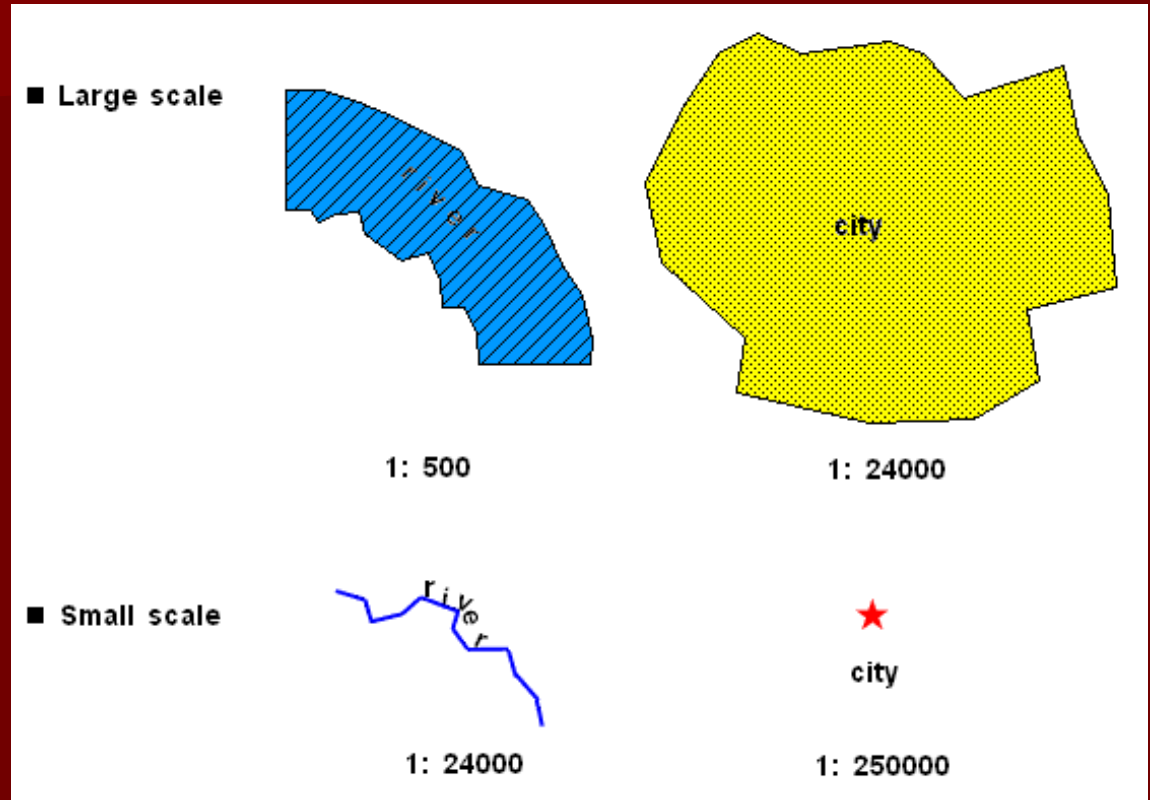 ■ Large scale
river
city
1: 500
1: 24000
■ Small scale
river
city
1: 24000
1: 250000